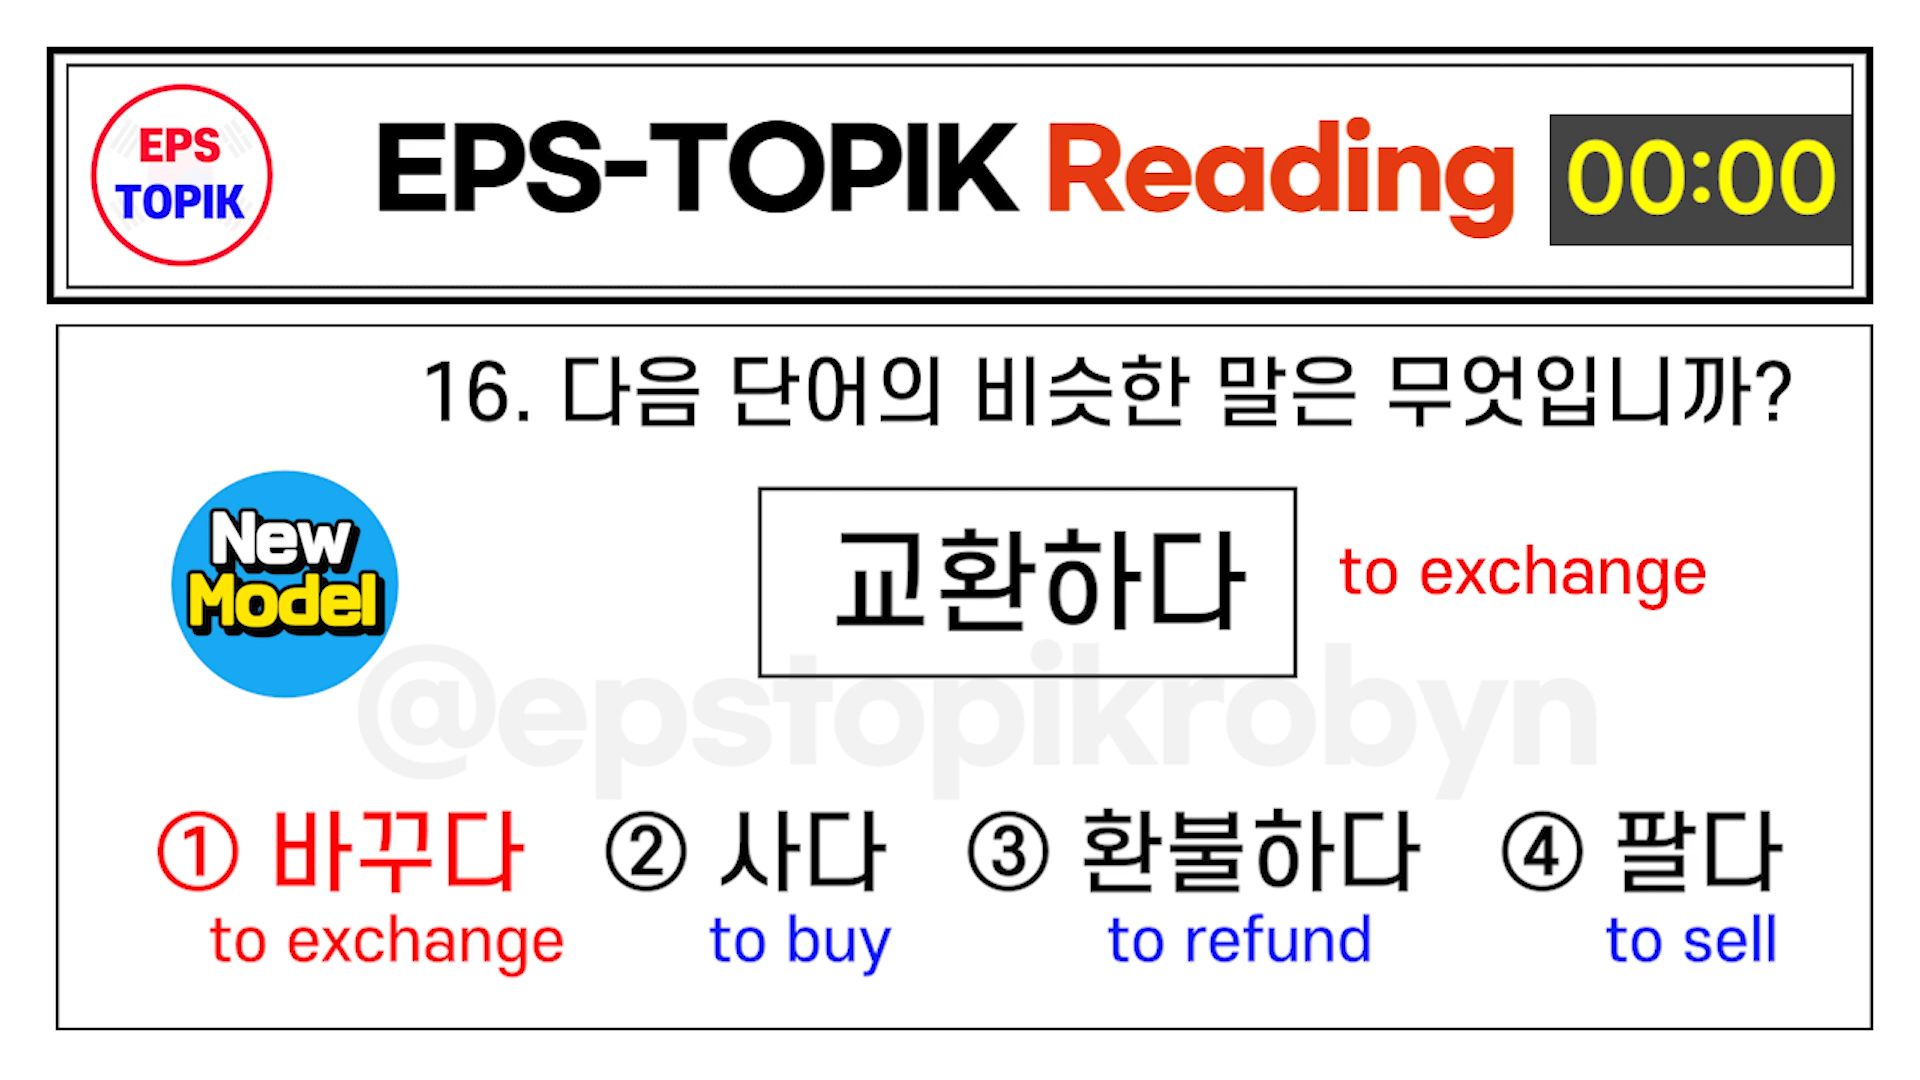 EPS
TOPIK
EPS-TOPIK Reading 00:00
16. 다음 단어의 비슷한 말은 무엇입니까?
New
Model
교환하다 to exchange
@epstopikrobyn
① 바꾸다 ② 사다 ③ 환불하다 ④ 팔다
to exchange to buy to refund to sell